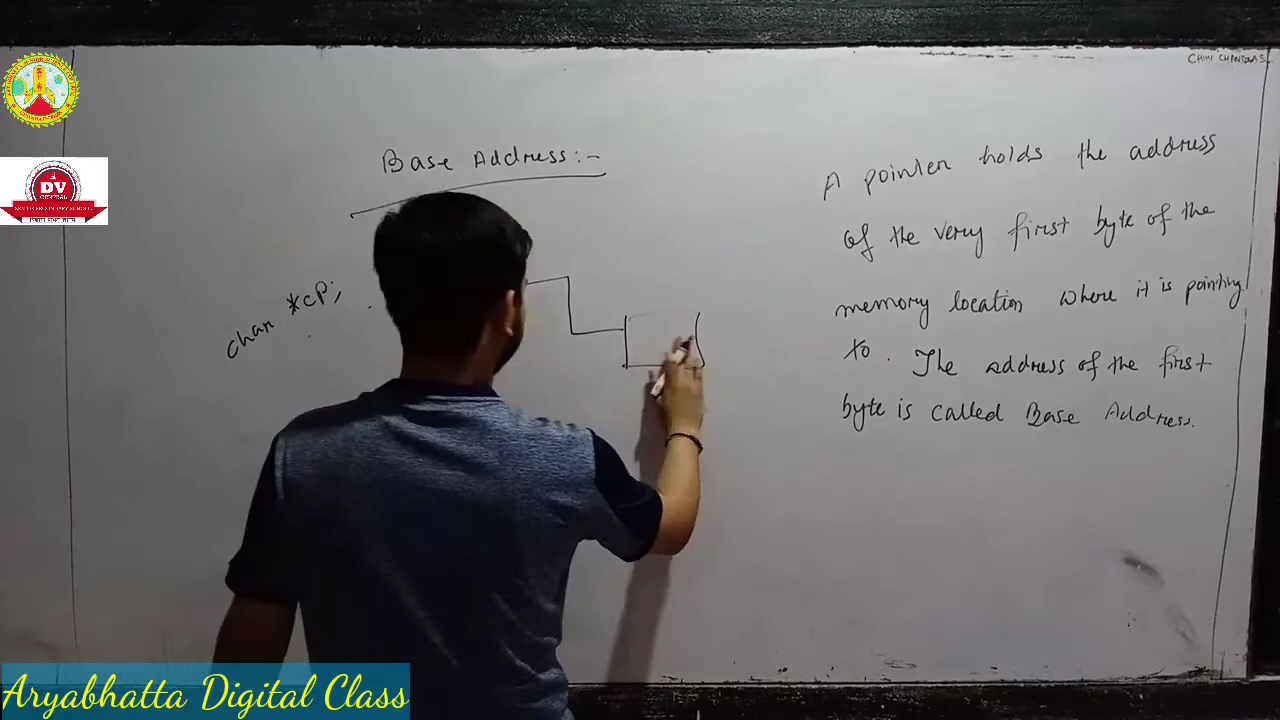 Base Address:-
char *cP;
A pointer holds the address
of the very first byte of the
memory location where it is pointing
to. The address of the first
byte is called Base Address.
DV
Aryabhatta Digital Class